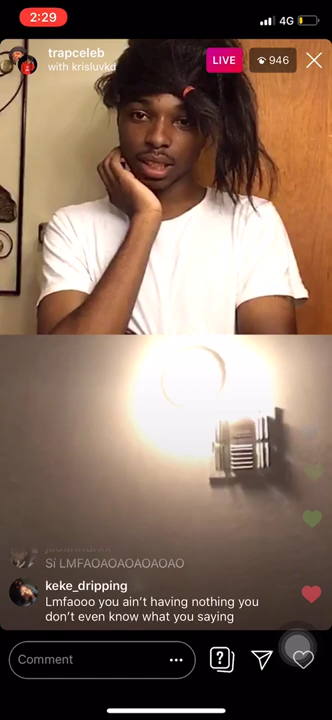 2:29
4G
trapceleb
with krisluvkd
LIVE
946
Sí LMFAOAOAOAOAOAO
keke_dripping
Lmfaooo you ain't having nothing you
don't even know what you saying
Comment